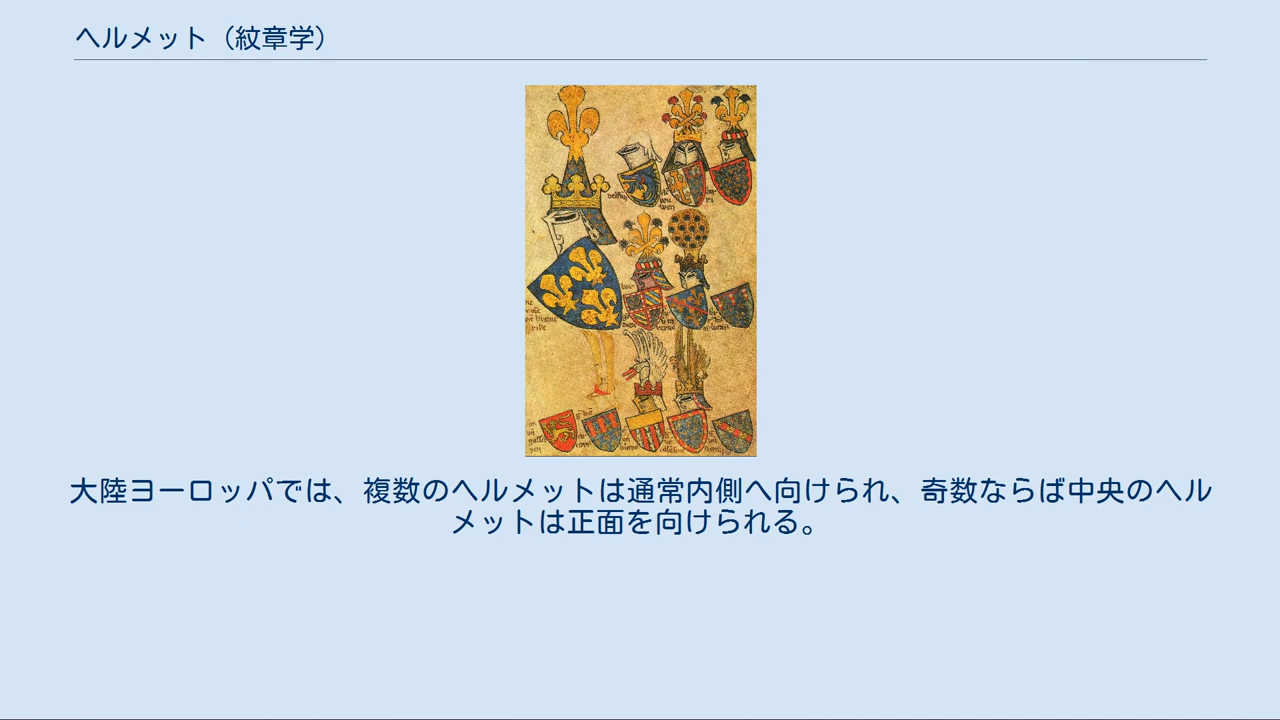 ヘルメット（紋章学）
大陸ヨーロッパでは、複数のヘルメットは通常内側へ向けられ、奇数ならば中央のヘル
メットは正面を向けられる。